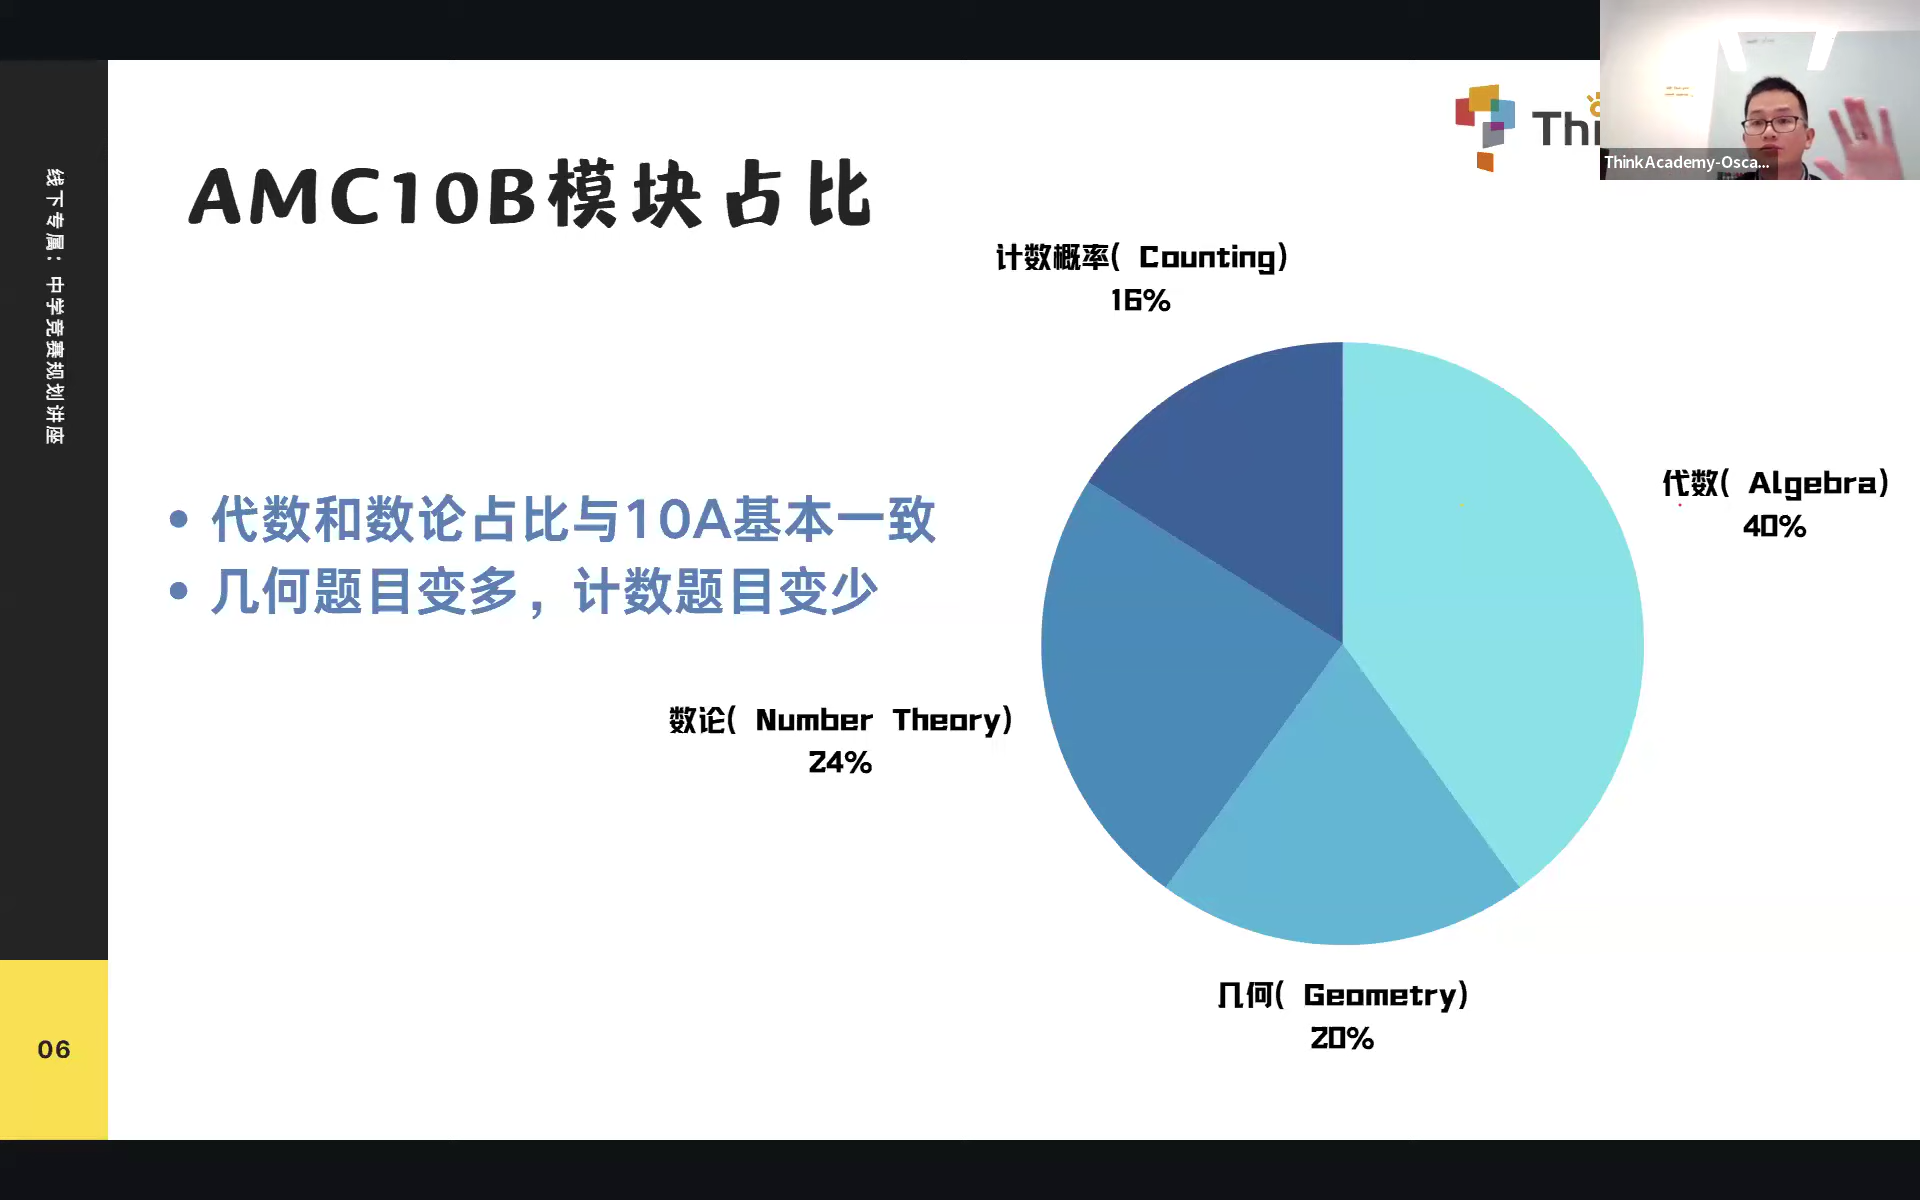 线下专属：中学竞赛规划讲座
06
AMC10B模块占比
Thi
ThinkAcademy-Osca...
计数概率( Counting)
16%
代数( Algebra)
40%
• 代数和数论占比与10A基本一致
• 几何题目变多，计数题目变少
数论( Number Theory)
24%
几何( Geometry)
20%